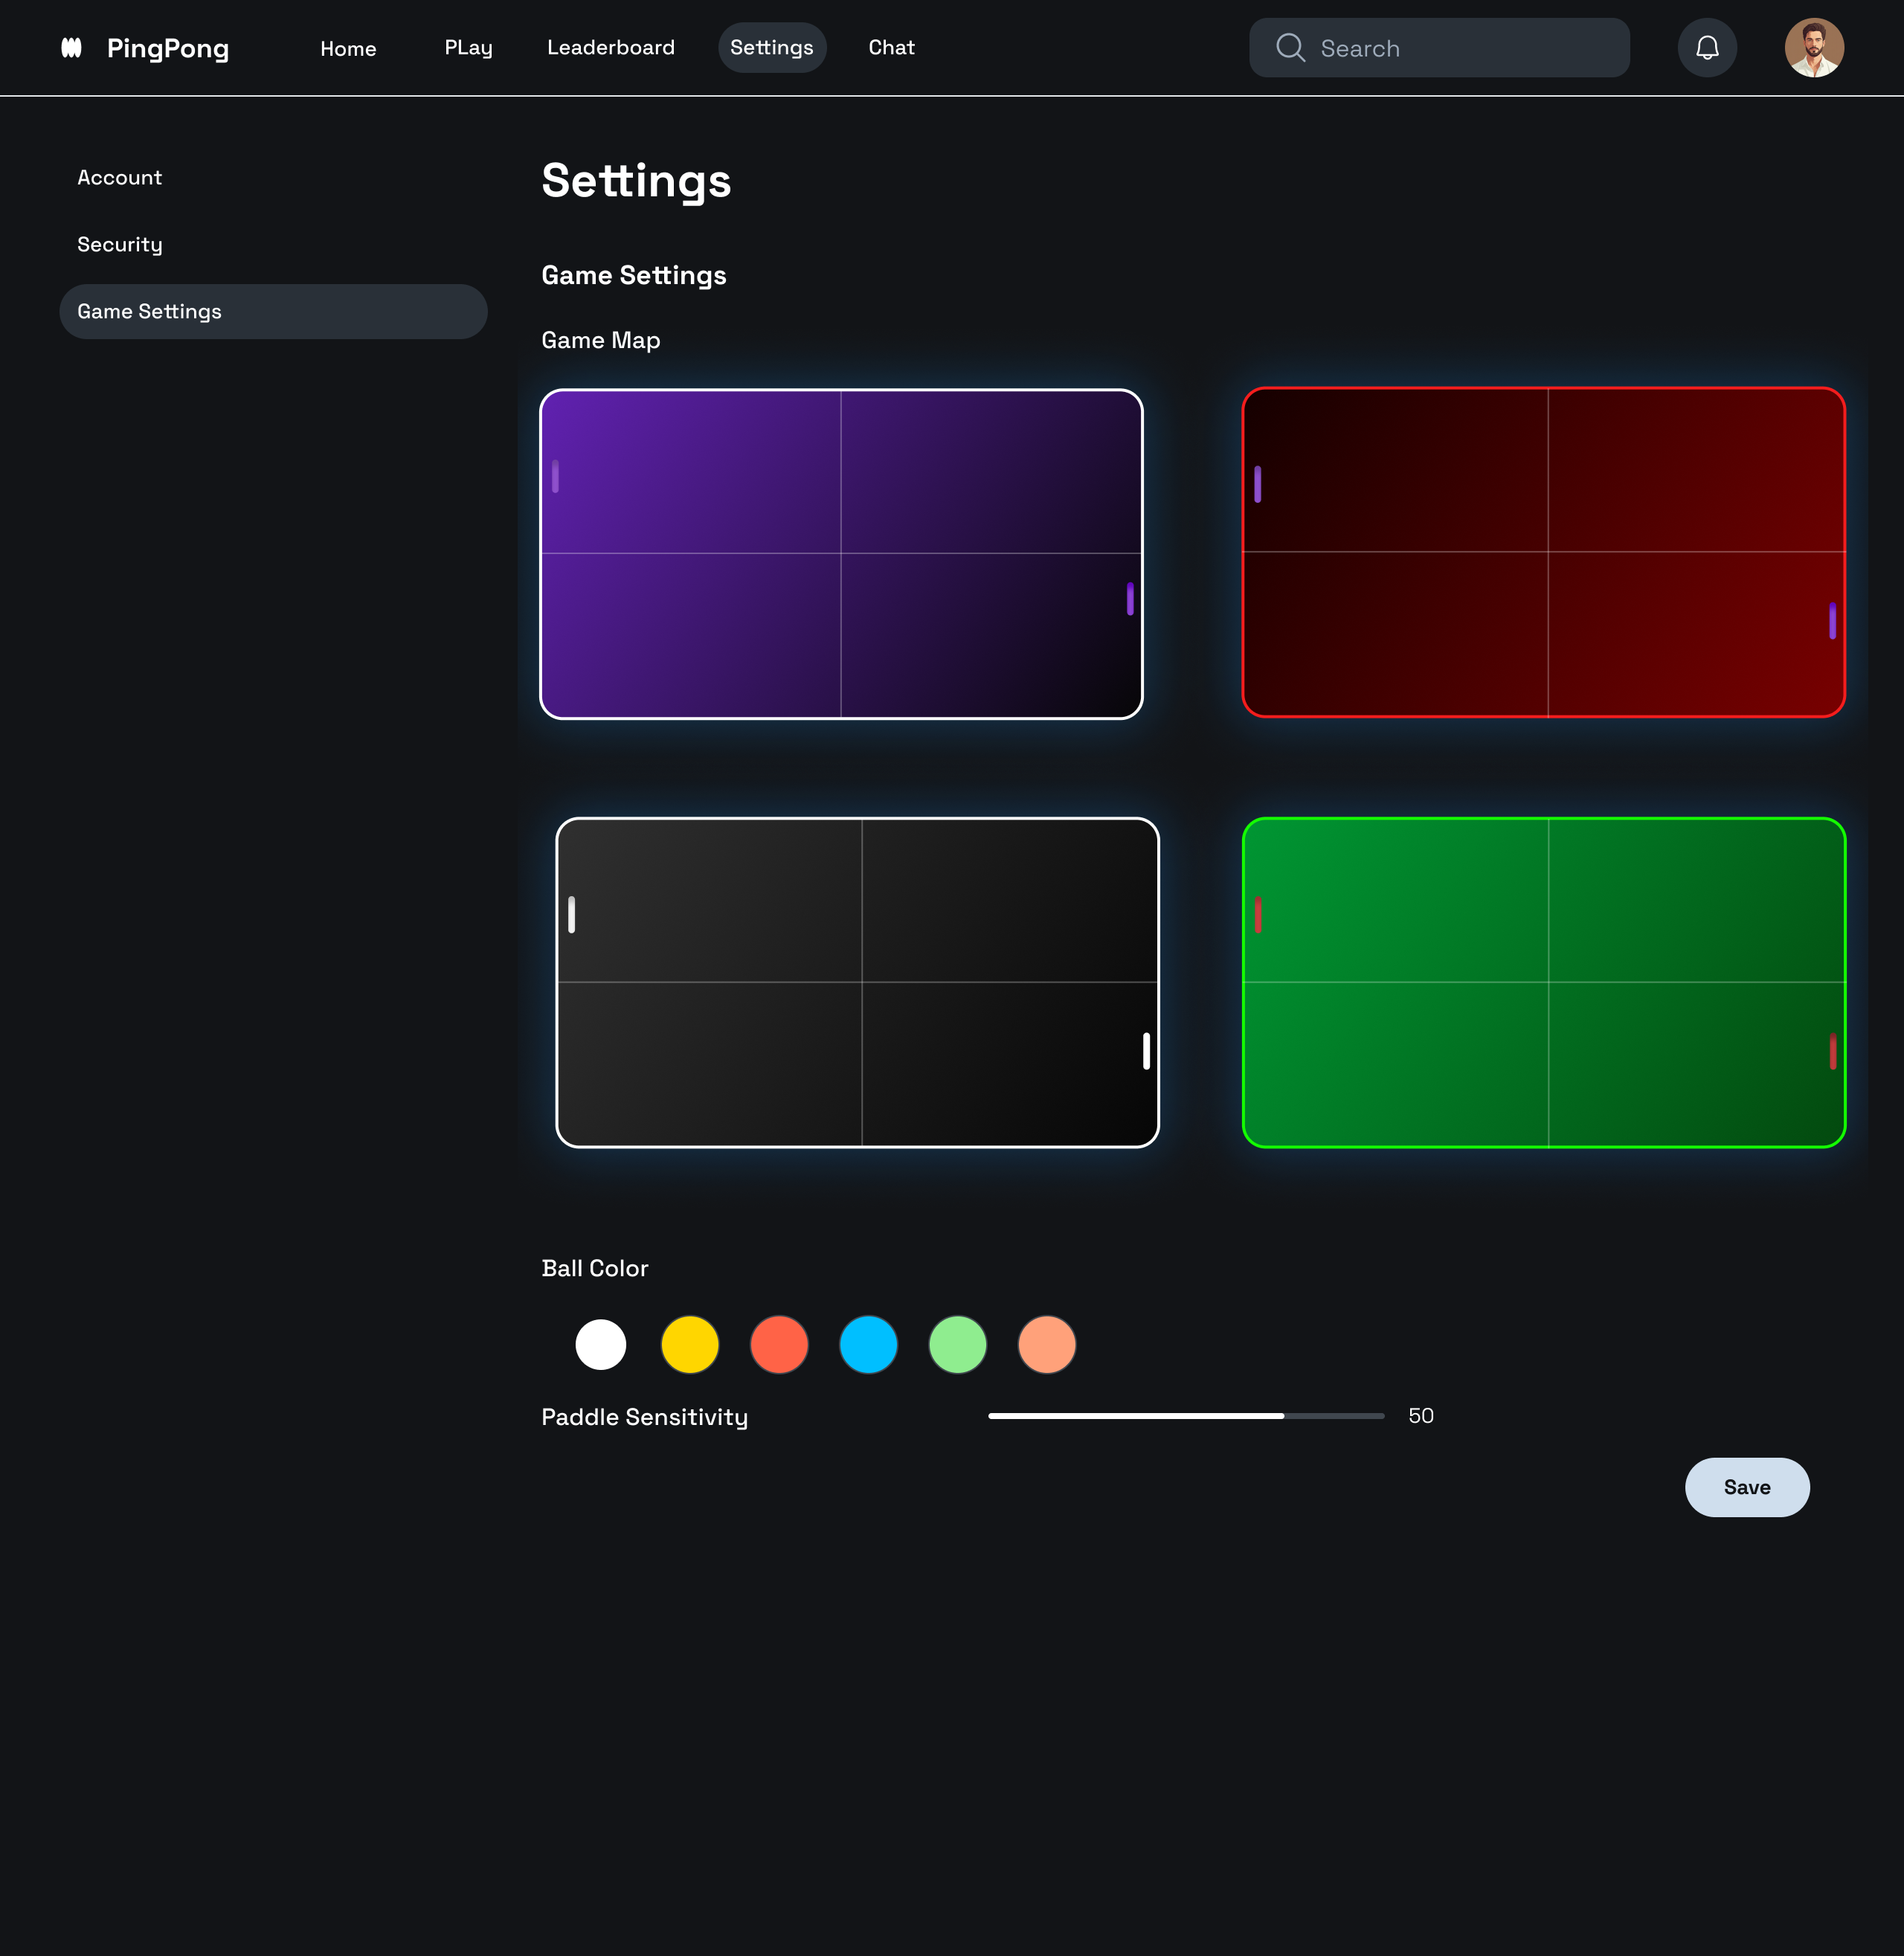 PingPong
Home
PLay
Leaderboard
Settings
Chat
Search
Account
Security
Game Settings
Settings
Game Settings
Game Map
Ball Color
Paddle Sensitivity
50
Save